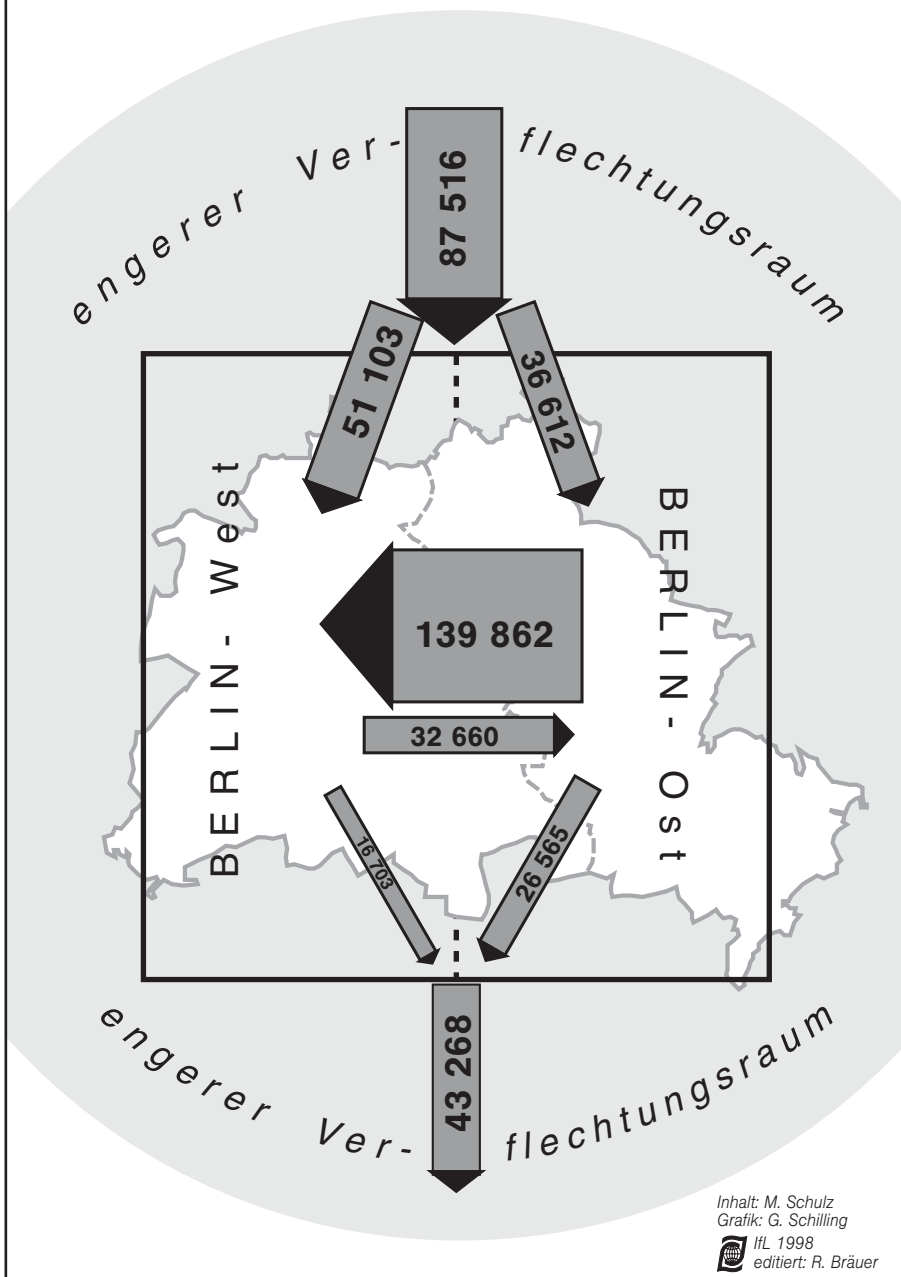 engerer Ver-flechtungsraum
87 516
51 103
36 612
BERLIN- West
BERLIN- Ost
139 862
32 660
16 703
26 565
43 268
engerer Ver-flechtungsraum
Inhalt: M. Schulz
Grafik: G. Schilling
IfL 1998
editiert: R. Bräuer